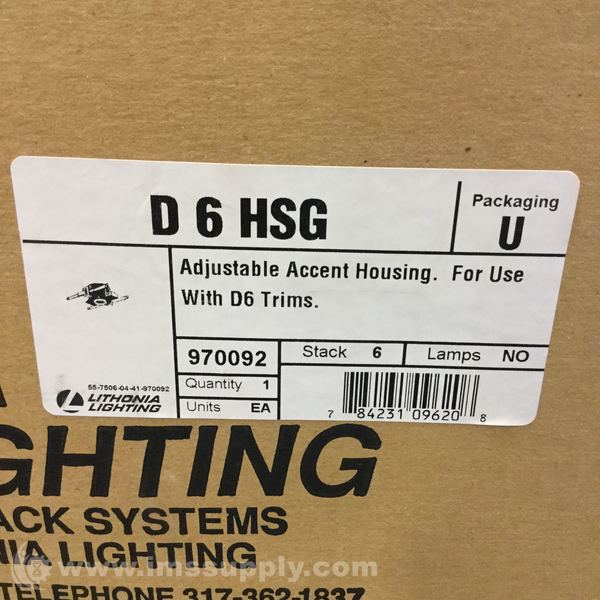 D 6 HSG
Packaging
U
Adjustable Accent Housing. For Use
With D6 Trims.
970092
Stack 6
Lamps NO
Quantity 1
Units EA
55-7506-04-41-970092
LITHONIA
LIGHTING
7 84231 09620 8
GHTING
ACK SYSTEMS
NIA LIGHTING
www.imssupply.com
TELEPHONE 317-362-1837